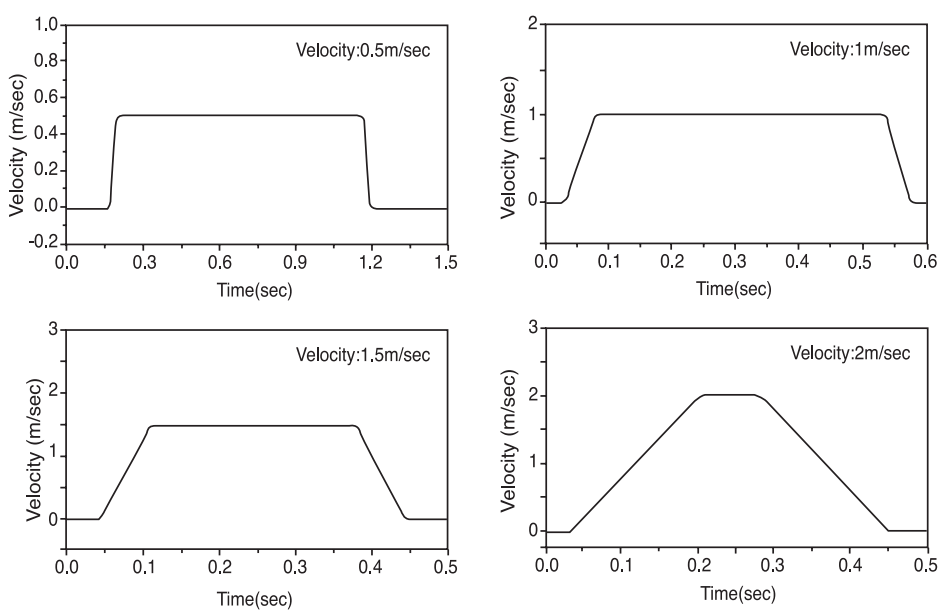 Velocity:0.5m/sec
Velocity (m/sec)
1.0
0.8
0.6
0.4
0.2
0.0
-0.2
0.0 0.3 0.6 0.9 1.2 1.5
Time(sec)
Velocity:1m/sec
Velocity (m/sec)
2
1
0
0.0 0.1 0.2 0.3 0.4 0.5 0.6
Time(sec)
Velocity:1.5m/sec
Velocity (m/sec)
3
2
1
0
0.0 0.1 0.2 0.3 0.4 0.5
Time(sec)
Velocity:2m/sec
Velocity (m/sec)
3
2
1
0
0.0 0.1 0.2 0.3 0.4 0.5
Time(sec)